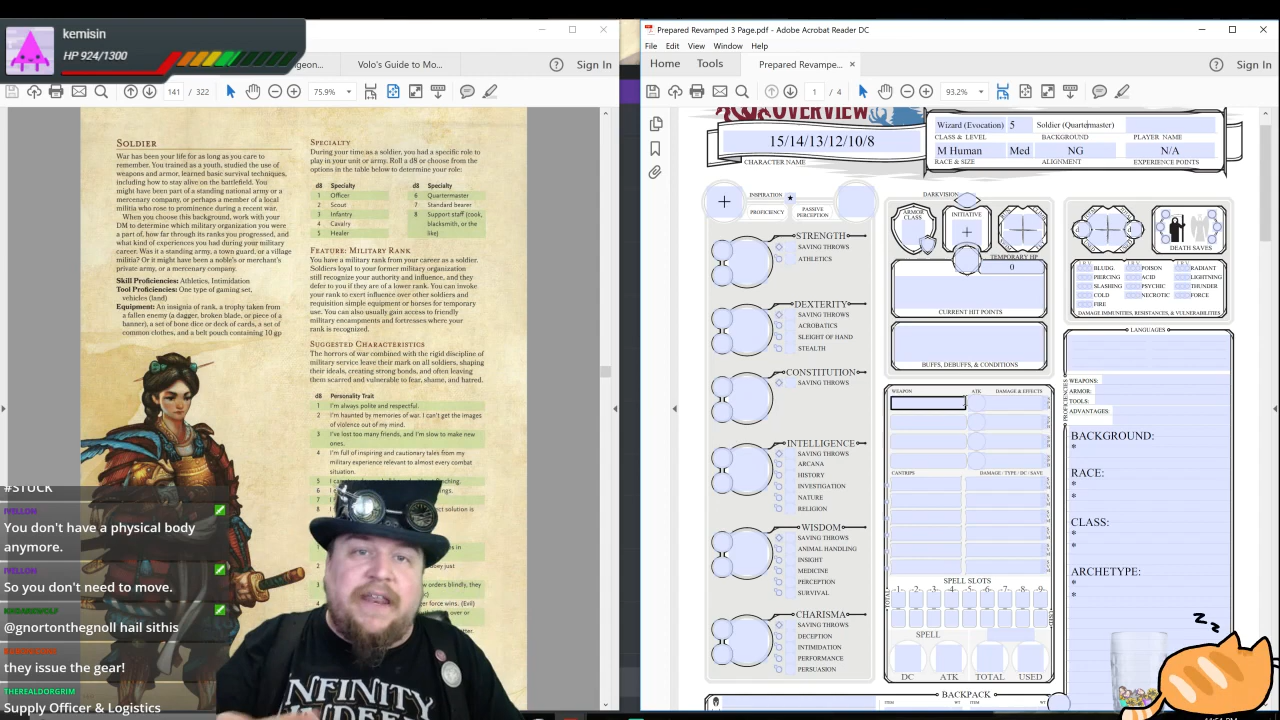 kemisin
HP 924/1300
Volo's Guide to Mo...
Sign In
141 / 332
75.9%
SOLDIER
War has been your life for as long as you care to
remember. You trained as a youth, studied the use of
weapons and armor, learned basic survival techniques,
including how to stay alive on the battlefield. You
might have been part of a standing national army or a
mercenary company, or perhaps a member of a local
militia who rose to prominence during a recent war.
When you choose this background, work with your
DM to determine which military organization you were
a part of, how far through its ranks you progressed, and
what kind of experiences you had during your military
career. Was it a standing army, a town guard, or a village
militia? Or it might have been a noble's or merchant's
private army, or a mercenary company.
Skill Proficiencies: Athletics, Intimidation
Tool Proficiencies: One type of gaming set,
vehicles (land)
Equipment: An insignia of rank, a trophy taken from
a fallen enemy (a dagger, broken blade, or piece of a
banner), a set of bone dice or deck of cards, a set of
common clothes, and a belt pouch containing 10 gp
SPECIALTY
During your time as a soldier, you had a specific role to
play in your unit or army. Roll a d8 or choose from the
options in the table below to determine your role:
d8 Specialty d8 Specialty
1 Officer 6 Quartermaster
2 Scout 7 Standard bearer
3 Infantry 8 Support staff (cook,
Cavalry blacksmith, or the
5 Healer like)
FEATURE: MILITARY RANK
You have a military rank from your career as a soldier.
Soldiers loyal to your former military organization
still recognize your authority and influence, and they
defer to you if they are of a lower rank. You can invoke
your rank to exert influence over other soldiers and
requisition simple equipment or horses for temporary
use. You can also usually gain access to friendly
military encampments and fortresses where your
rank is recognized.
SUGGESTED CHARACTERISTICS
The horrors of war combined with the rigid discipline of
military service leave their mark on all soldiers, shaping
their ideals, creating strong bonds, and often leaving
them scarred and vulnerable to fear, shame, and hatred.
d8 Personality Trait
1 I'm always polite and respectful.
2 I'm haunted by memories of war. I can't get the images
of violence out of my mind.
3 I've lost too many friends, and I'm slow to make new
ones.
4 I'm full of inspiring and cautionary tales from my
military experience relevant to almost every combat
situation.
#STUCK
IVELLON
You don't have a physical body
anymore.
IVELLON
So you don't need to move.
@gnortonthegnoll hail sithis
they issue the gear!
THEREALDORGRIM
Supply Officer & Logistics
Prepared Revamped 3 Page.pdf - Adobe Acrobat Reader DC
File Edit View Window Help
Home Tools Prepared Revampe... Sign In
1 / 4 93.2%
OVERVIEW
15/14/13/12/10/8
CHARACTER NAME
Wizard (Evocation) 5 Soldier (Quartermaster)
CLASS & LEVEL BACKGROUND PLAYER NAME
M Human Med NG N/A
RACE & SIZE ALIGNMENT EXPERIENCE POINTS
INSPIRATION
PROFICIENCY
PASSIVE PERCEPTION
STRENGTH
SAVING THROWS
ATHLETICS
DEXTERITY
SAVING THROWS
ACROBATICS
SLEIGHT OF HAND
STEALTH
CONSTITUTION
SAVING THROWS
INTELLIGENCE
SAVING THROWS
ARCANA
HISTORY
INVESTIGATION
NATURE
RELIGION
WISDOM
SAVING THROWS
ANIMAL HANDLING
INSIGHT
MEDICINE
PERCEPTION
SURVIVAL
CHARISMA
SAVING THROWS
DECEPTION
INTIMIDATION
PERFORMANCE
PERSUASION
DARKVISION
ARMOR CLASS
INITIATIVE
TEMPORARY HP
0
CURRENT HIT POINTS
BUFFS, DEBUFFS, & CONDITIONS
WEAPON ATK DAMAGE & EFFECTS
CANTRIPS DAMAGE / TYPE / DC / SAVE
SPELL SLOTS
1 2 3 4 5 6 7 8 9
SPELL
DC ATK TOTAL USED
DEATH SAVES
BLUDG. POISON RADIANT
PIERCING ACID LIGHTNING
SLASHING PSYCHIC THUNDER
COLD NECROTIC FORCE
FIRE
DAMAGE IMMUNITIES, RESISTANCES, & VULNERABILITIES
LANGUAGES
WEAPONS:
ARMOR:
TOOLS:
ADVANTAGES
BACKGROUND:
*
RACE:
*
*
CLASS:
*
*
ARCHETYPE:
*
*
BACKPACK
z z z